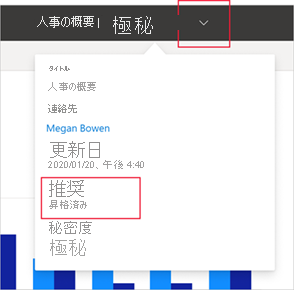 人事の概要 | 極秘
タイトル
人事の概要
連絡先
Megan Bowen
更新日
2020/01/20、午後 4:40
推奨
昇格済み
秘密度
極秘